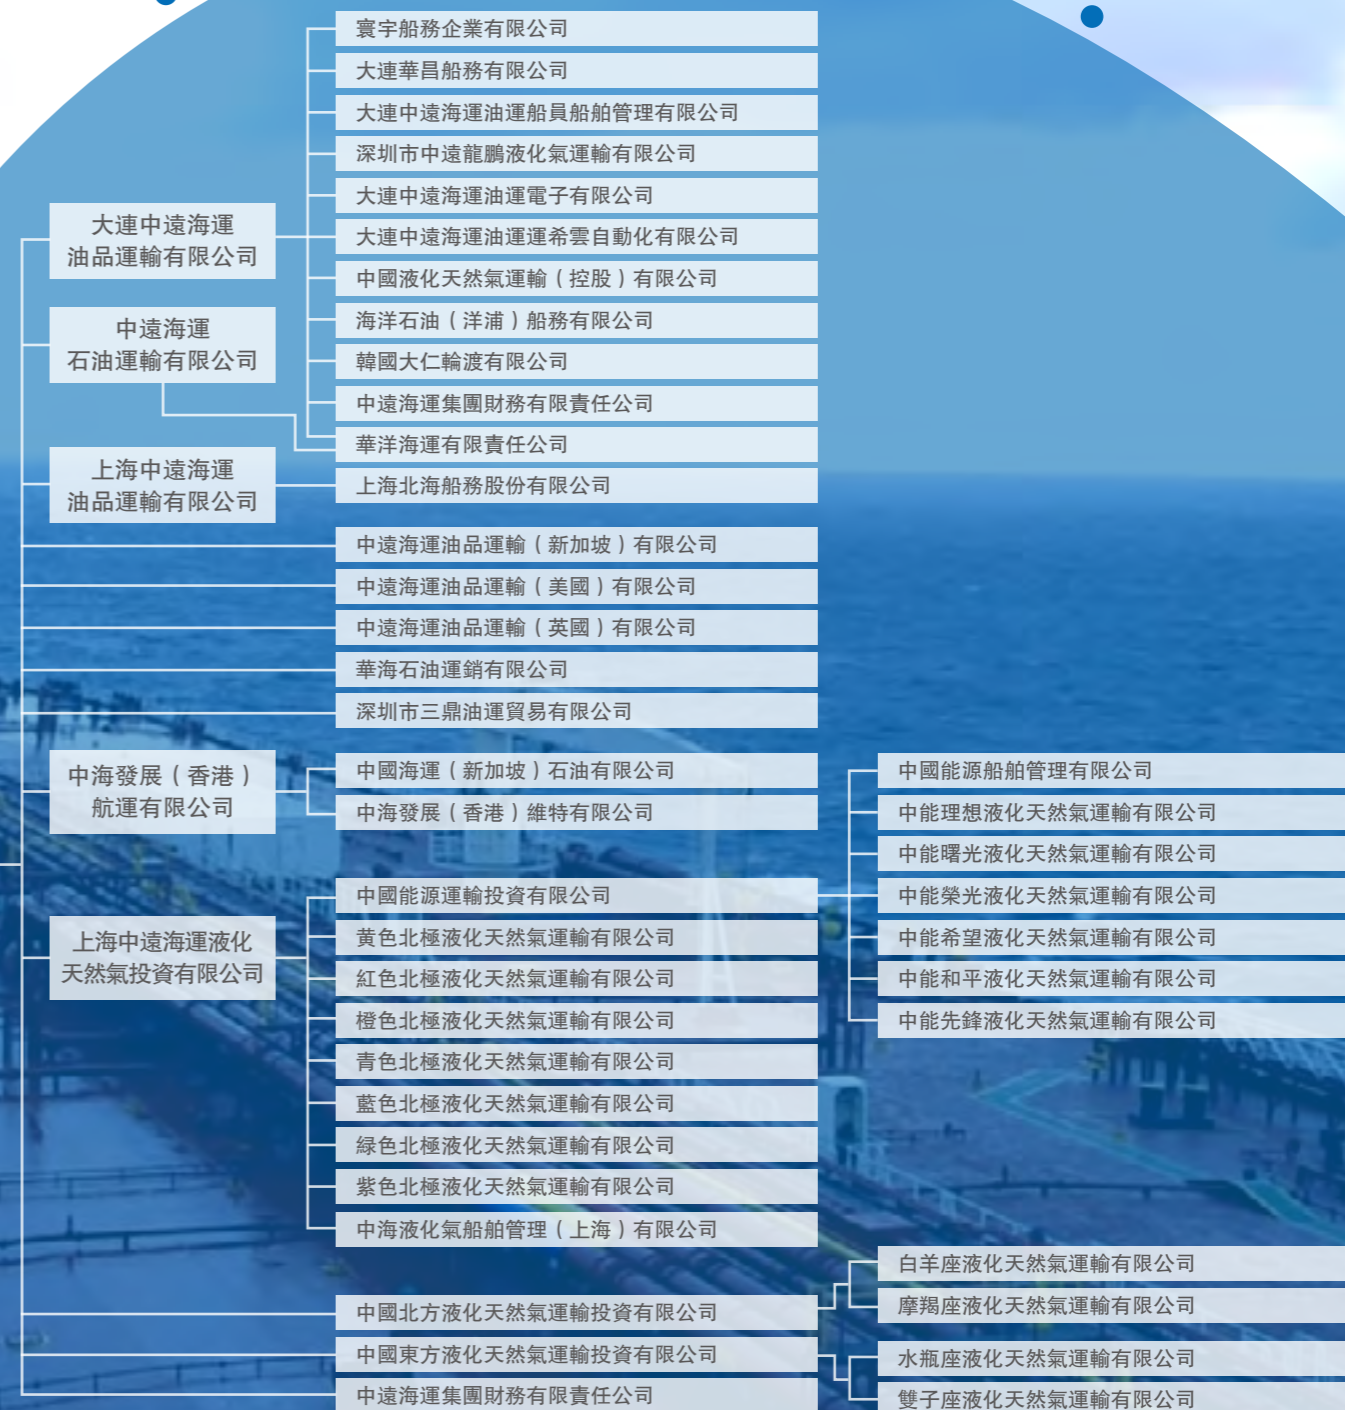 寰宇船務企業有限公司
大連華昌船務有限公司
大連中遠海運油運船員船舶管理有限公司
深圳市中遠龍鵬液化氣運輸有限公司
大連中遠海運油運電子有限公司
大連中遠海運油運運希雲自動化有限公司
中國液化天然氣運輸（控股）有限公司
海洋石油（洋浦）船務有限公司
韓國大仁輪渡有限公司
中遠海運集團財務有限責任公司
華洋海運有限責任公司
上海北海船務股份有限公司
大連中遠海運
油品運輸有限公司
中遠海運
石油運輸有限公司
上海中遠海運
油品運輸有限公司
中遠海運油品運輸（新加坡）有限公司
中遠海運油品運輸（美國）有限公司
中遠海運油品運輸（英國）有限公司
華海石油運銷有限公司
深圳市三鼎油運貿易有限公司
中海發展（香港）
航運有限公司
中國海運（新加坡）石油有限公司
中海發展（香港）維特有限公司
上海中遠海運液化
天然氣投資有限公司
中國能源運輸投資有限公司
黃色北極液化天然氣運輸有限公司
紅色北極液化天然氣運輸有限公司
橙色北極液化天然氣運輸有限公司
青色北極液化天然氣運輸有限公司
藍色北極液化天然氣運輸有限公司
綠色北極液化天然氣運輸有限公司
紫色北極液化天然氣運輸有限公司
中海液化氣船舶管理（上海）有限公司
中國能源船舶管理有限公司
中能理想液化天然氣運輸有限公司
中能曙光液化天然氣運輸有限公司
中能榮光液化天然氣運輸有限公司
中能希望液化天然氣運輸有限公司
中能和平液化天然氣運輸有限公司
中能先鋒液化天然氣運輸有限公司
中國北方液化天然氣運輸投資有限公司
中國東方液化天然氣運輸投資有限公司
中遠海運集團財務有限責任公司
白羊座液化天然氣運輸有限公司
摩羯座液化天然氣運輸有限公司
水瓶座液化天然氣運輸有限公司
雙子座液化天然氣運輸有限公司